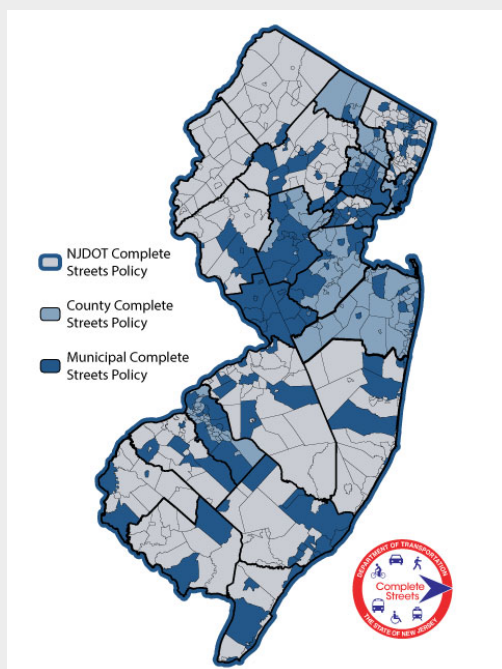 NJDOT Complete
Streets Policy
County Complete
Streets Policy
Municipal Complete
Streets Policy
DEPARTMENT OF TRANSPORTATION
Complete
Streets
THE STATE OF NEW JERSEY